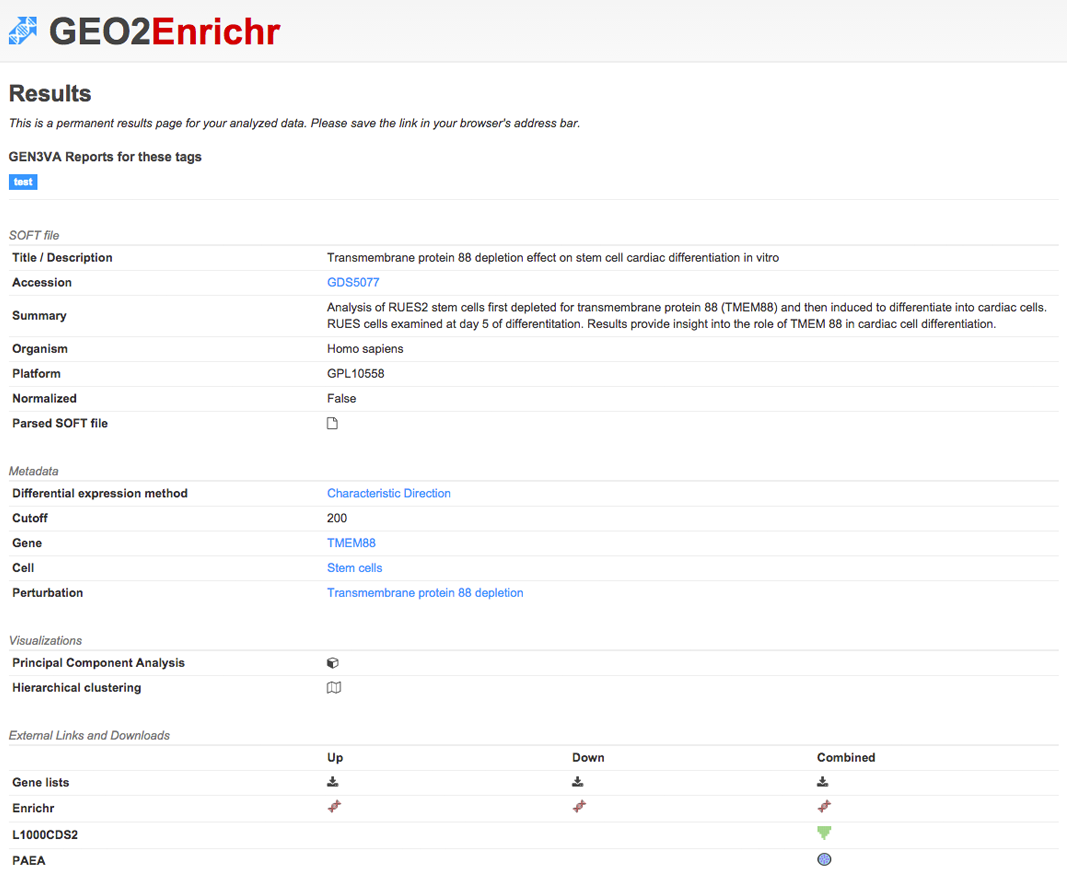 GEO2Enrichr
Results
This is a permanent results page for your analyzed data. Please save the link in your browser's address bar.
GEN3VA Reports for these tags
test
SOFT file
Title / Description Transmembrane protein 88 depletion effect on stem cell cardiac differentiation in vitro
Accession GDS5077
Summary Analysis of RUES2 stem cells first depleted for transmembrane protein 88 (TMEM88) and then induced to differentiate into cardiac cells.
RUES cells examined at day 5 of differentitation. Results provide insight into the role of TMEM 88 in cardiac cell differentiation.
Organism Homo sapiens
Platform GPL10558
Normalized False
Parsed SOFT file
Metadata
Differential expression method Characteristic Direction
Cutoff 200
Gene TMEM88
Cell Stem cells
Perturbation Transmembrane protein 88 depletion
Visualizations
Principal Component Analysis
Hierarchical clustering
External Links and Downloads
Up Down Combined
Gene lists
Enrichr
L1000CDS2
PAEA